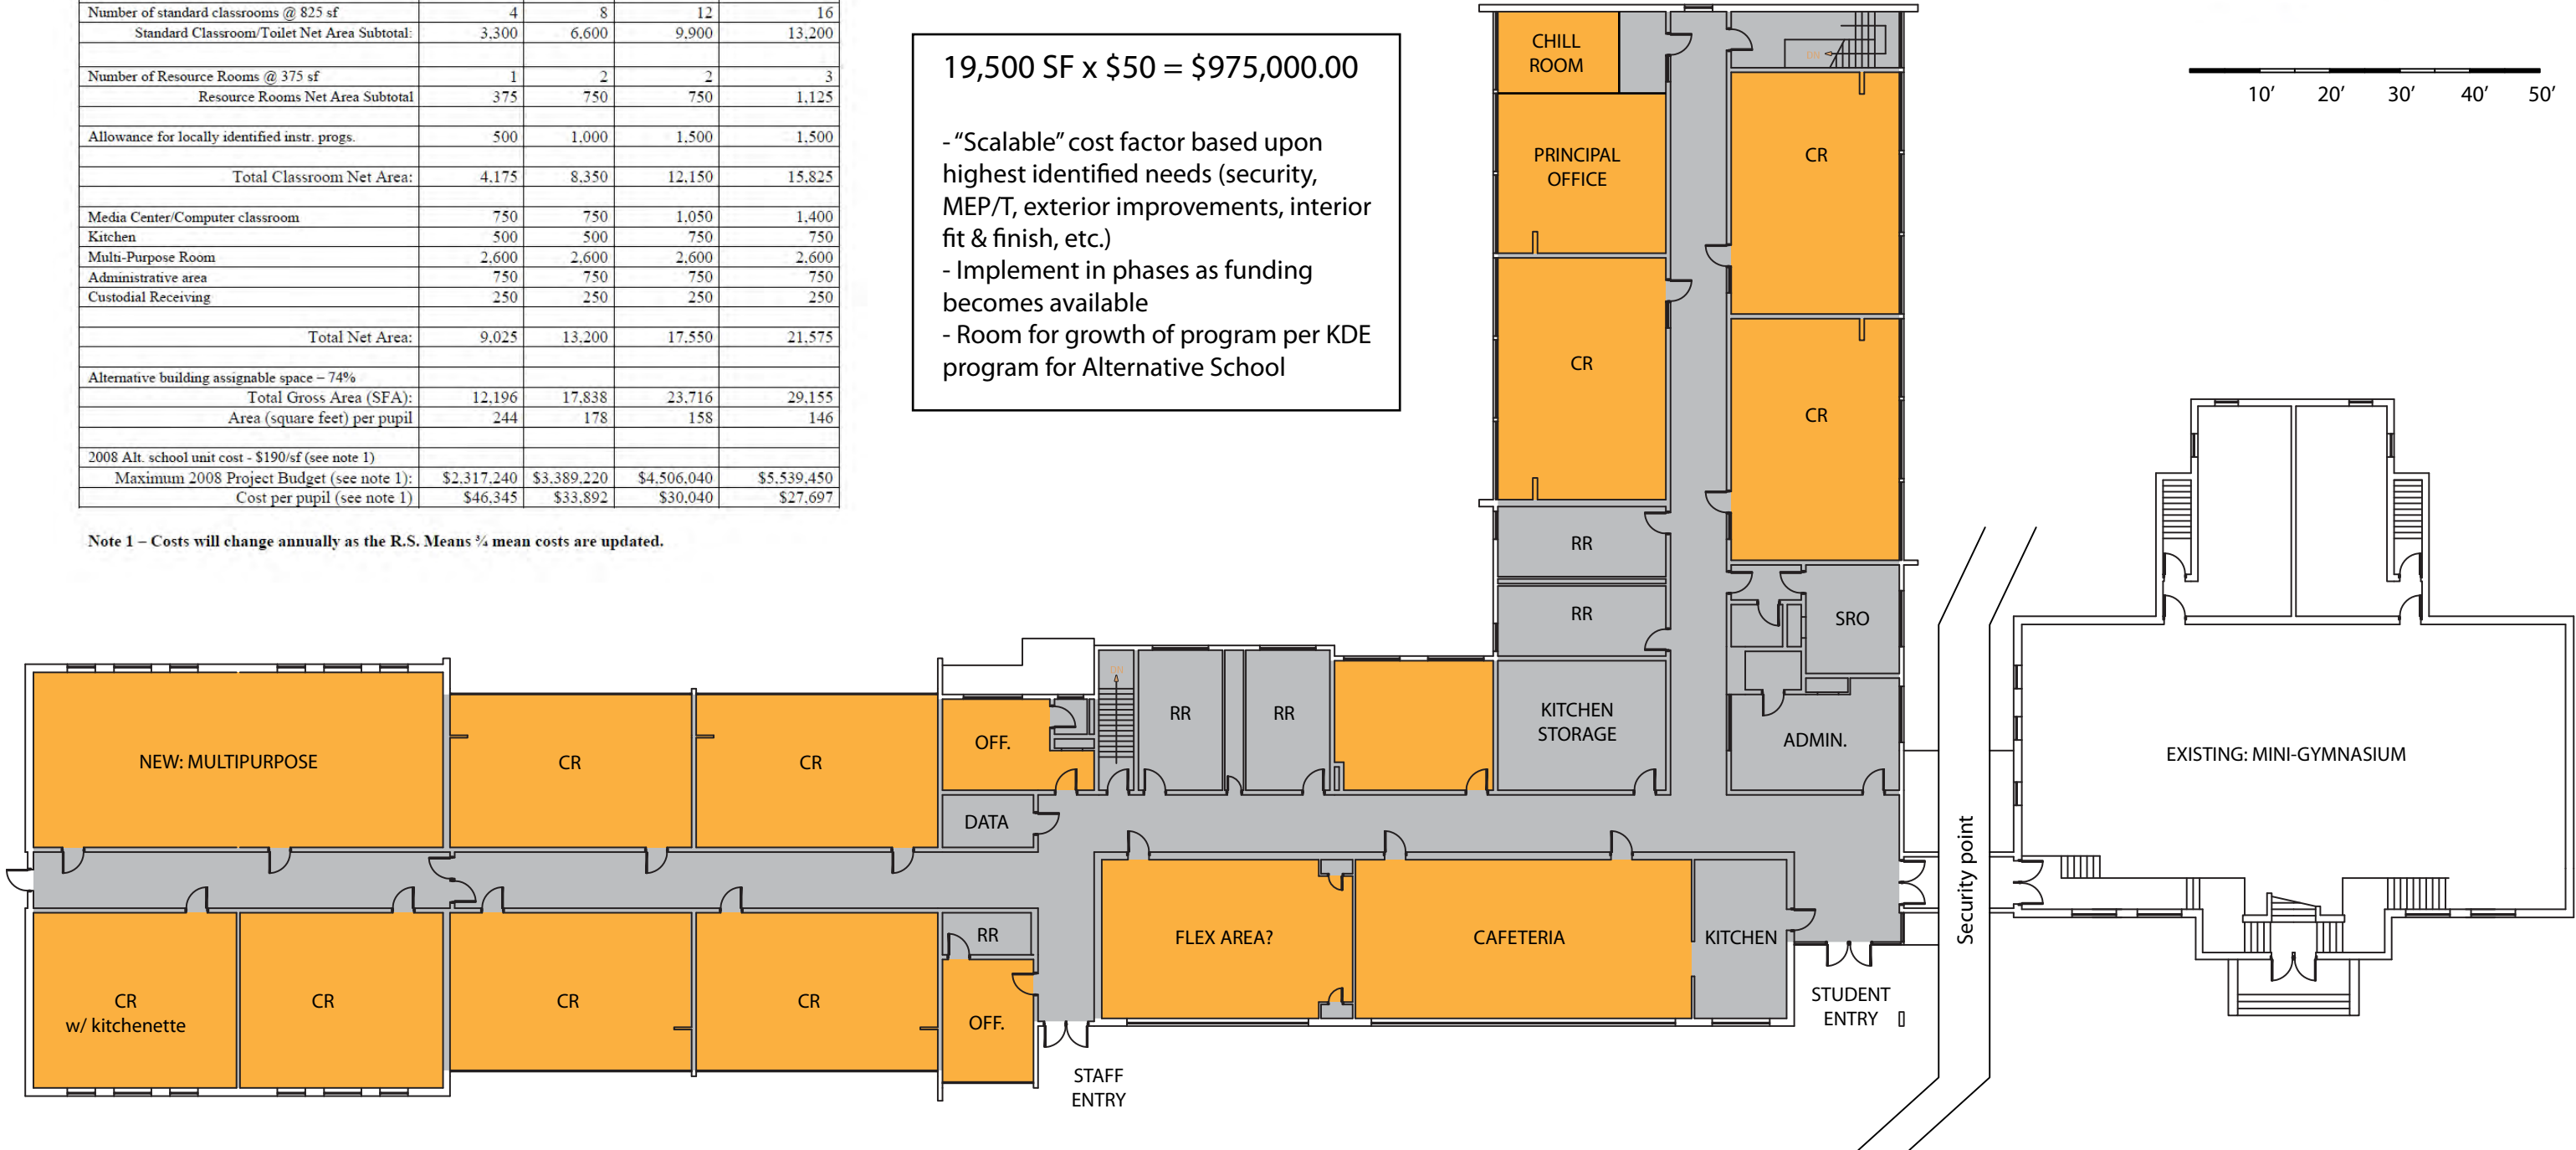 Number of standard classrooms @ 825 sf 4 8 12 16
Standard Classroom/Toilet Net Area Subtotal: 3,300 6,600 9,900 13,200
Number of Resource Rooms @ 375 sf 1 2 2 3
Resource Rooms Net Area Subtotal 375 750 750 1,125
Allowance for locally identified instr. progs. 500 1,000 1,500 1,500
Total Classroom Net Area: 4,175 8,350 12,150 15,825
Media Center/Computer classroom 750 750 1,050 1,400
Kitchen 500 500 750 750
Multi-Purpose Room 2,600 2,600 2,600 2,600
Administrative area 750 750 750 750
Custodial Receiving 250 250 250 250
Total Net Area: 9,025 13,200 17,550 21,575
Alternative building assignable space – 74%
Total Gross Area (SFA): 12,196 17,838 23,716 29,155
Area (square feet) per pupil 244 178 158 146
2008 Alt. school unit cost - $190/sf (see note 1)
Maximum 2008 Project Budget (see note 1): $2,317,240 $3,389,220 $4,506,040 $5,539,450
Cost per pupil (see note 1) $46,345 $33,892 $30,040 $27,697
Note 1 – Costs will change annually as the R.S. Means ¾ mean costs are updated.
19,500 SF x $50 = $975,000.00
- “Scalable” cost factor based upon
highest identified needs (security,
MEP/T, exterior improvements, interior
fit & finish, etc.)
- Implement in phases as funding
becomes available
- Room for growth of program per KDE
program for Alternative School
10’ 20’ 30’ 40’ 50’
CHILL
ROOM
DN
PRINCIPAL
OFFICE
CR
CR
CR
RR
RR
SRO
KITCHEN
STORAGE
ADMIN.
DN
RR
RR
OFF.
DATA
NEW: MULTIPURPOSE
CR
CR
EXISTING: MINI-GYMNASIUM
Security point
CR
w/ kitchenette
CR
CR
CR
RR
OFF.
FLEX AREA?
CAFETERIA
KITCHEN
STUDENT
ENTRY
STAFF
ENTRY